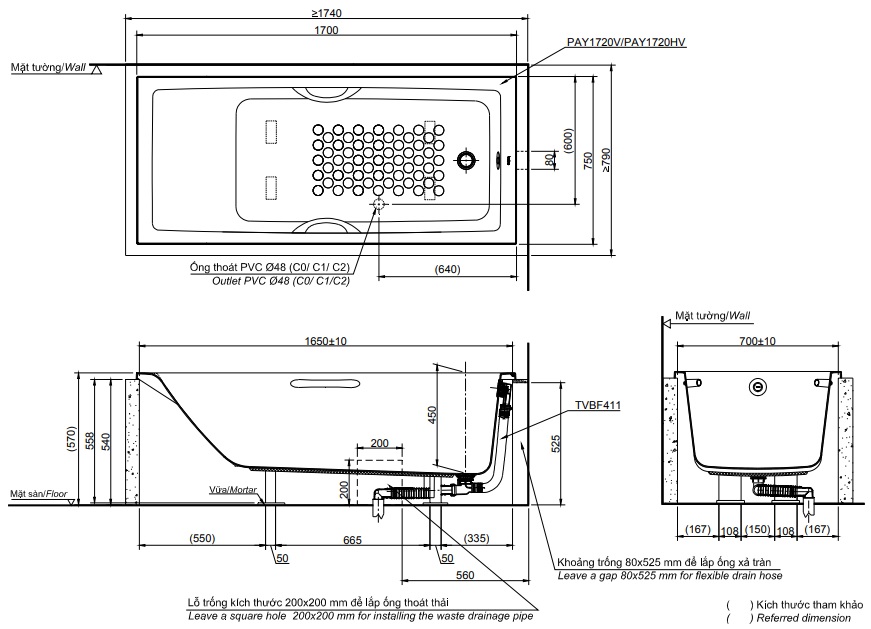 ≥1740
1700
PAY1720V/PAY1720HV
Mặt tường/Wall
80
(600)
750
≥790
Ống thoát PVC Ø48 (C0/ C1/ C2)
Outlet PVC Ø48 (C0/ C1/C2)
(640)
Mặt tường/Wall
1650±10
700±10
TVBF411
(570)
558
540
450
200
200
525
Mặt sàn/Floor
Vữa/Mortar
(550)
665
(335)
50
50
560
(167)
108
(150)
108
(167)
Khoảng trống 80x525 mm để lắp ống xả tràn
Leave a gap 80x525 mm for flexible drain hose
Lỗ trống kích thước 200x200 mm để lắp ống thoát thải
Leave a square hole 200x200 mm for installing the waste drainage pipe
( ) Kích thước tham khảo
( ) Referred dimension